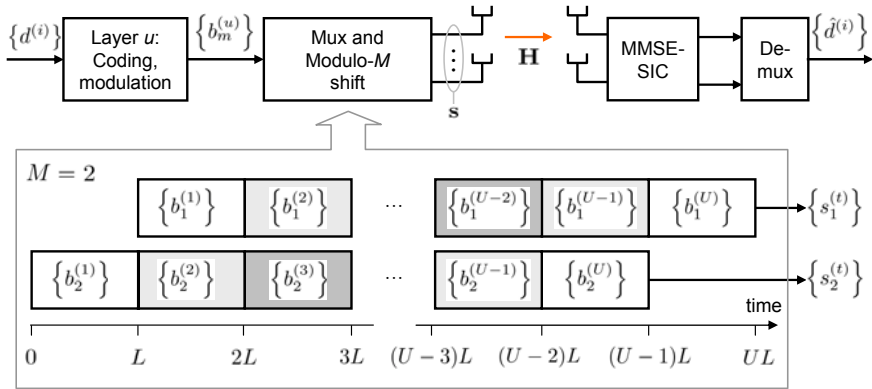 {d^(i)} Layer u: Coding, modulation {b_m^(u)} Mux and Modulo-M shift s H MMSE-SIC De-mux {d̂^(i)}
M = 2
{b_1^(1)} {b_1^(2)} ... {b_1^(U−2)} {b_1^(U−1)} {b_1^(U)} {s_1^(t)}
{b_2^(1)} {b_2^(2)} {b_2^(3)} ... {b_2^(U−1)} {b_2^(U)} {s_2^(t)}
time
0 L 2L 3L (U − 3)L (U − 2)L (U − 1)L UL